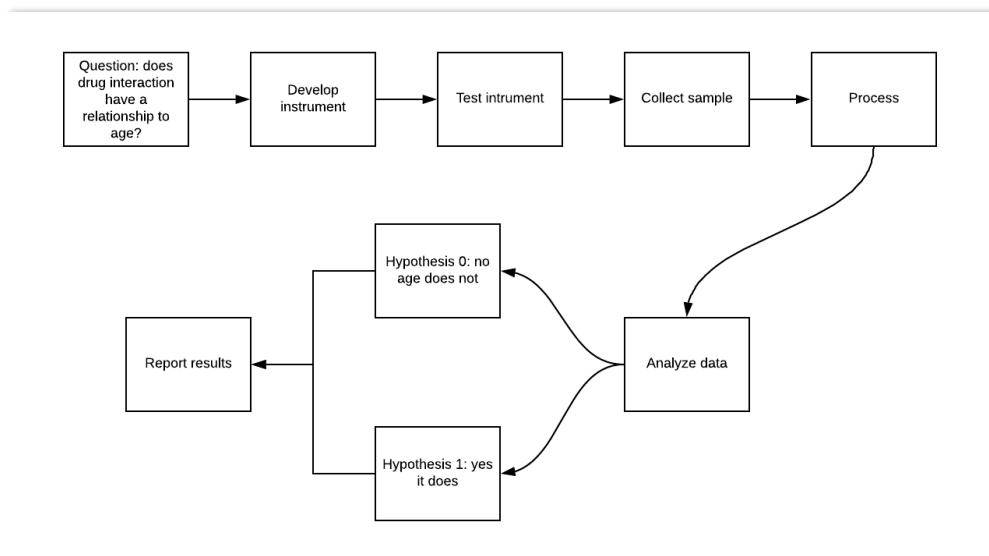 Question: does
drug interaction
have a
relationship to
age?
Develop
instrument
Test intrument
Collect sample
Process
Hypothesis 0: no
age does not
Report results
Analyze data
Hypothesis 1: yes
it does